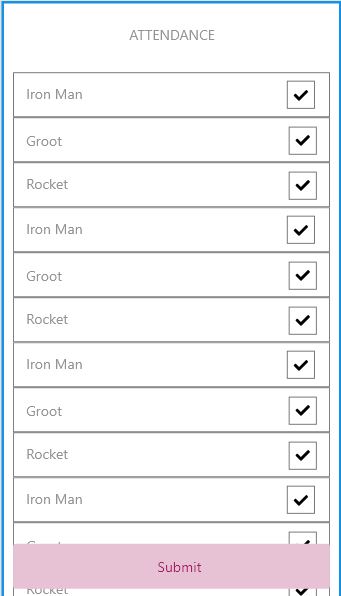 ATTENDANCE
Iron Man
Groot
Rocket
Iron Man
Groot
Rocket
Iron Man
Groot
Rocket
Iron Man
Submit
Rocket